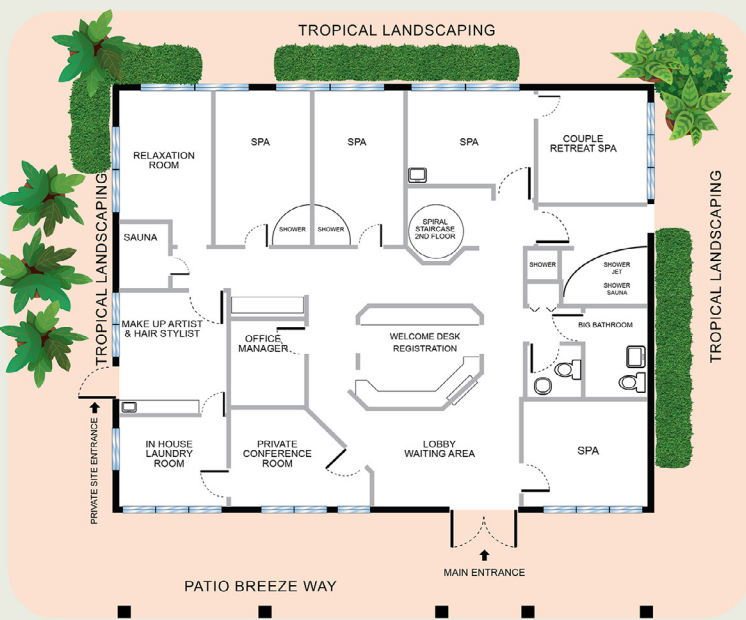 TROPICAL LANDSCAPING
TROPICAL LANDSCAPING
TROPICAL LANDSCAPING
RELAXATION
ROOM
SPA
SPA
SPA
COUPLE
RETREAT SPA
SHOWER
SHOWER
SPIRAL
STAIRCASE
2ND FLOOR
SAUNA
SHOWER
SHOWER
JET
SHOWER
SAUNA
MAKE UP ARTIST
& HAIR STYLIST
OFFICE
MANAGER
WELCOME DESK
REGISTRATION
BIG BATHROOM
IN HOUSE
LAUNDRY
ROOM
PRIVATE
CONFERENCE
ROOM
LOBBY
WAITING AREA
SPA
PRIVATE SITE ENTRANCE
MAIN ENTRANCE
PATIO BREEZE WAY